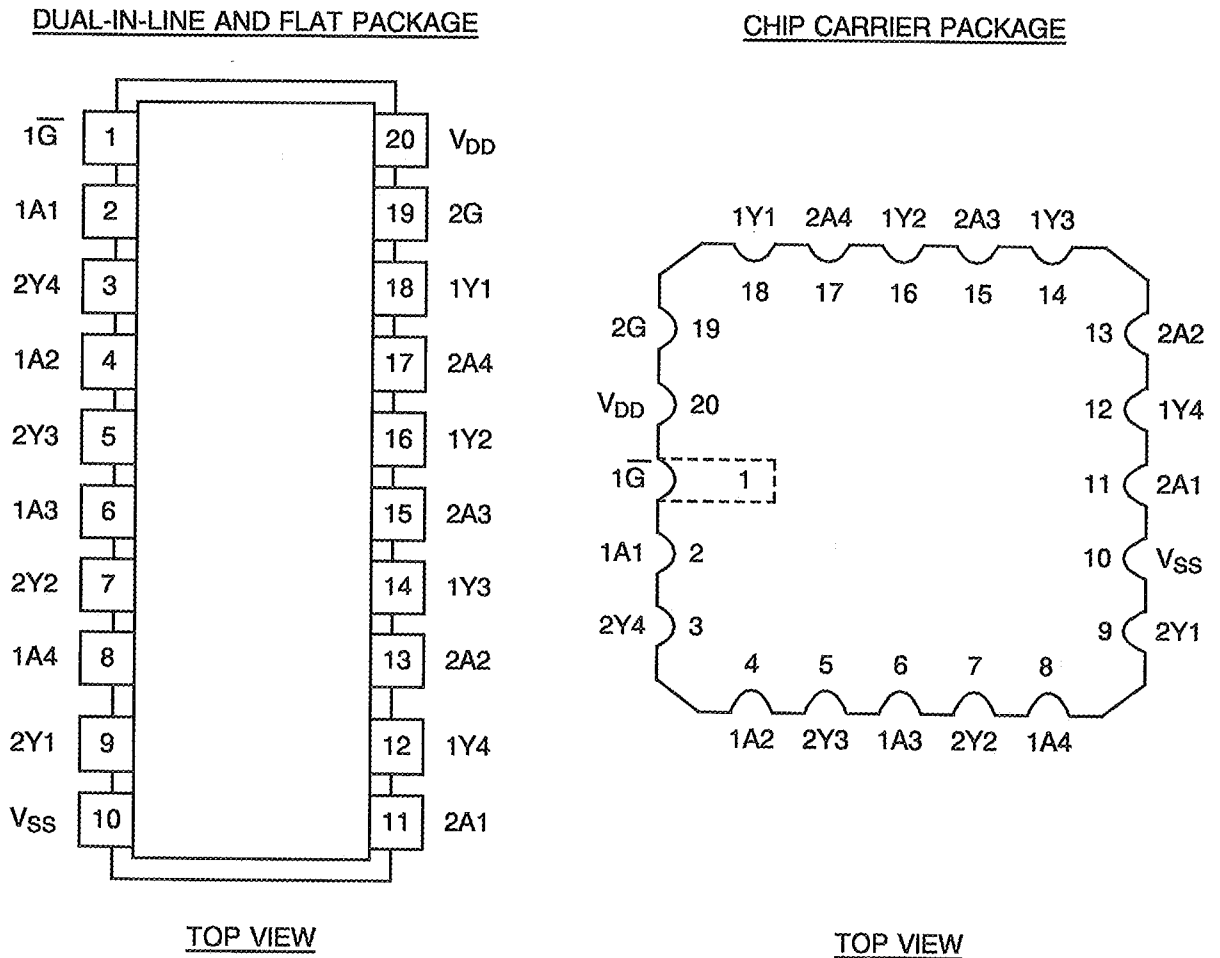 DUAL-IN-LINE AND FLAT PACKAGE
1G̅ 1 20 VDD
1A1 2 19 2G
2Y4 3 18 1Y1
1A2 4 17 2A4
2Y3 5 16 1Y2
1A3 6 15 2A3
2Y2 7 14 1Y3
1A4 8 13 2A2
2Y1 9 12 1Y4
VSS 10 11 2A1
TOP VIEW
CHIP CARRIER PACKAGE
1Y1 2A4 1Y2 2A3 1Y3
18 17 16 15 14
2G 19 13 2A2
VDD 20 12 1Y4
1G̅ 1 11 2A1
1A1 2 10 VSS
2Y4 3 9 2Y1
4 5 6 7 8
1A2 2Y3 1A3 2Y2 1A4
TOP VIEW